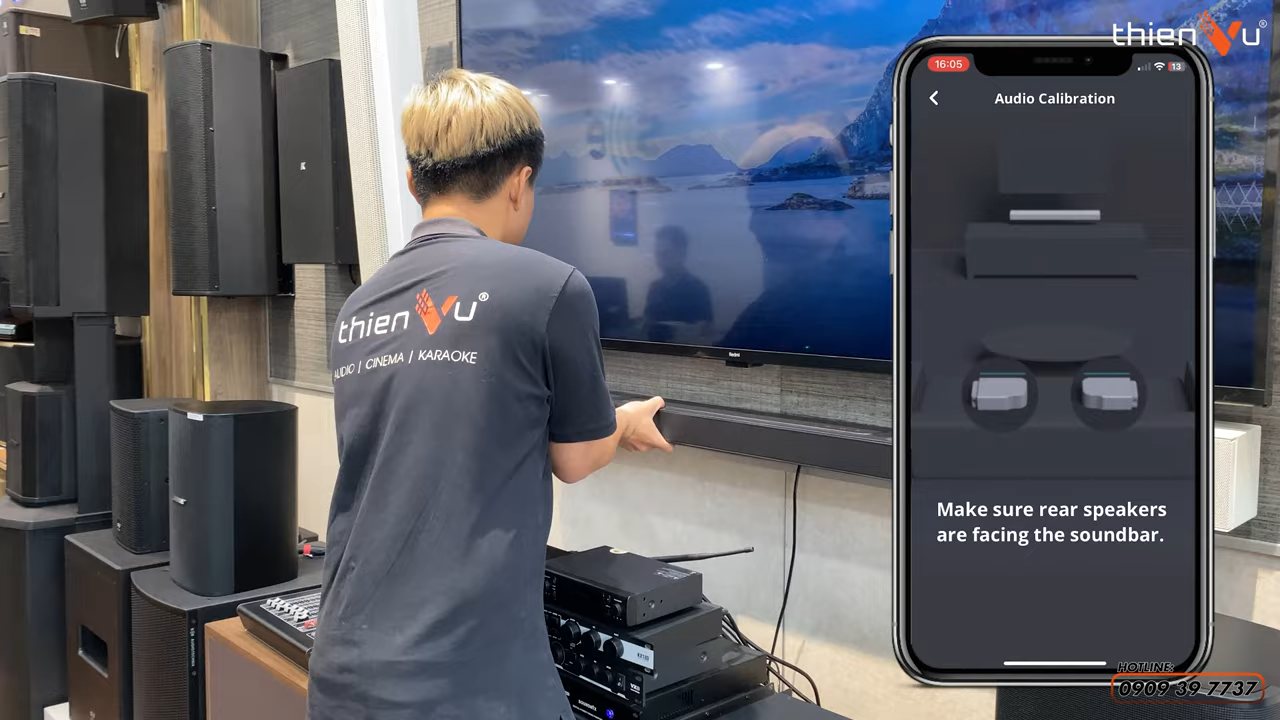 thienVu®
16:05
13
Audio Calibration
thienVu®
AUDIO | CINEMA | KARAOKE
Redmi
Make sure rear speakers
are facing the soundbar.
HOTLINE:
0909 39 7737